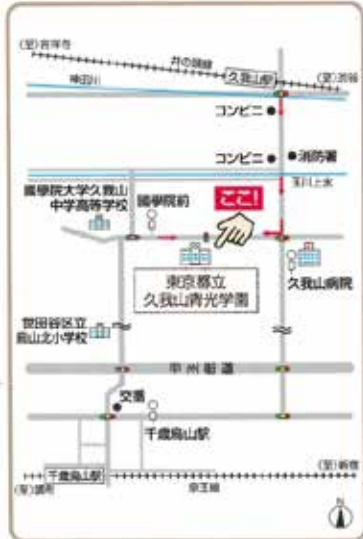 (至)吉祥寺
井の頭線
久我山駅
(至)渋谷
神田川
コンビニ
コンビニ
消防署
玉川上水
國學院大学久我山
中学高等学校
國學院前
ここ!
東京都立
久我山青光学園
久我山病院
世田谷区立
烏山北小学校
甲州街道
交番
千歳烏山駅
(至)新宿
千歳烏山駅
(至)調布
京王線
N